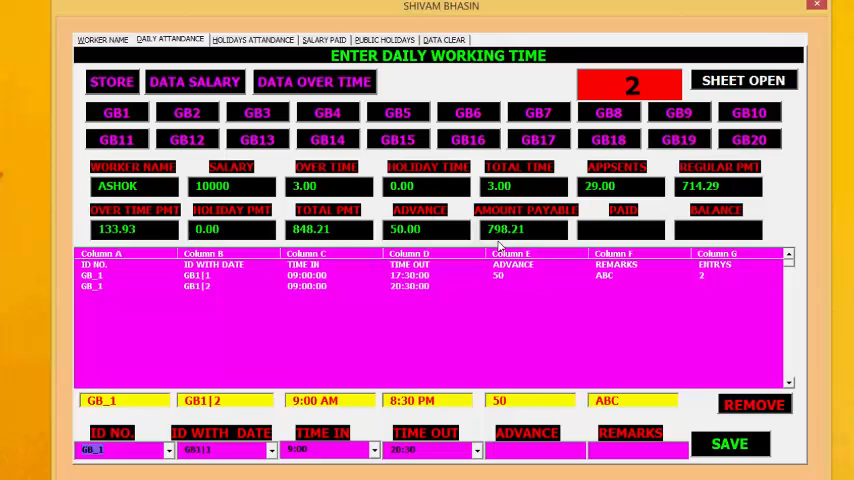 SHIVAM BHASIN
WORKER NAME DAILY ATTANDANCE HOLIDAYS ATTANDANCE SALARY PAID PUBLIC HOLIDAYS DATA CLEAR
ENTER DAILY WORKING TIME
STORE DATA SALARY DATA OVER TIME 2 SHEET OPEN
GB1 GB2 GB3 GB4 GB5 GB6 GB7 GB8 GB9 GB10
GB11 GB12 GB13 GB14 GB15 GB16 GB17 GB18 GB19 GB20
WORKER NAME SALARY OVER TIME HOLIDAY TIME TOTAL TIME APPSENTS REGULAR PMT
ASHOK 10000 3.00 0.00 3.00 29.00 714.29
OVER TIME PMT HOLIDAY PMT TOTAL PMT ADVANCE AMOUNT PAYABLE PAID BALANCE
133.93 0.00 848.21 50.00 798.21
Column A Column B Column C Column D Column E Column F Column G
ID NO. ID WITH DATE TIME IN TIME OUT ADVANCE REMARKS ENTRYS
GB_1 GB1|1 09:00:00 17:30:00 50 ABC 2
GB_1 GB1|2 09:00:00 20:30:00
GB_1 GB1|2 9:00 AM 8:30 PM 50 ABC REMOVE
ID NO. ID WITH DATE TIME IN TIME OUT ADVANCE REMARKS SAVE
GB_1 GB1|1 9:00 20:30